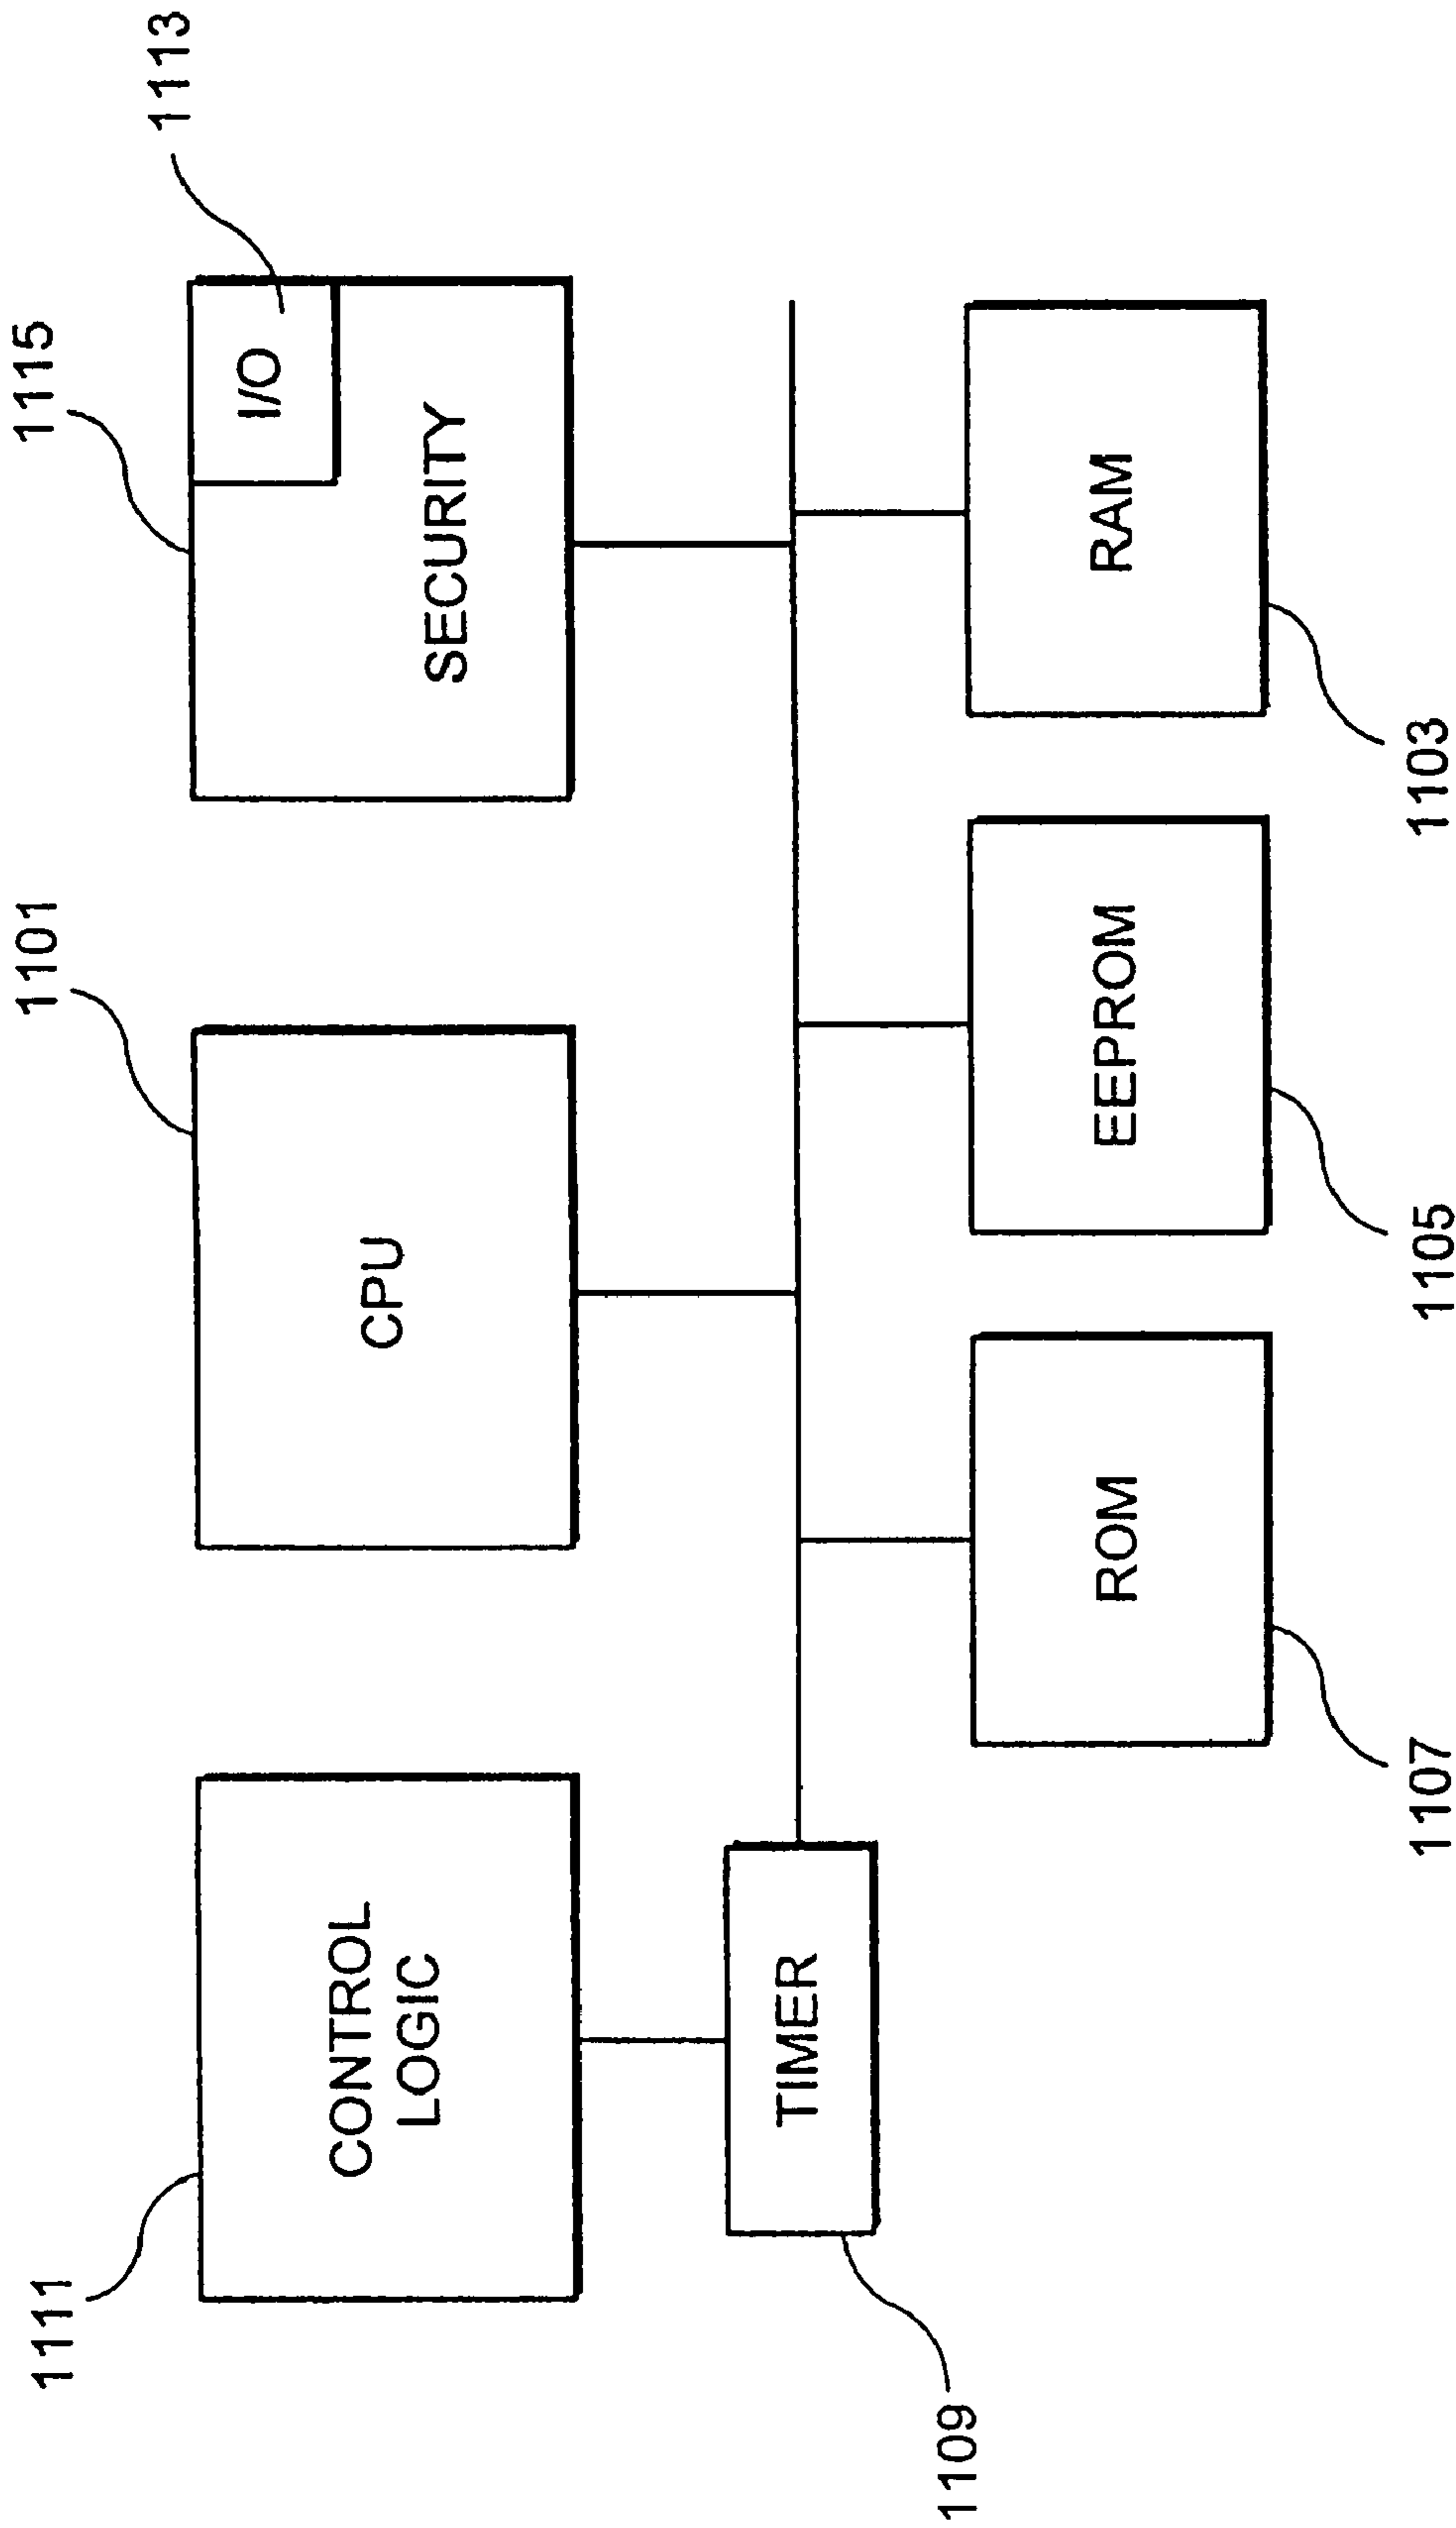 1111
1101
1115
1113
CONTROL
LOGIC
CPU
I/O
SECURITY
TIMER
1109
ROM
EEPROM
RAM
1107
1105
1103